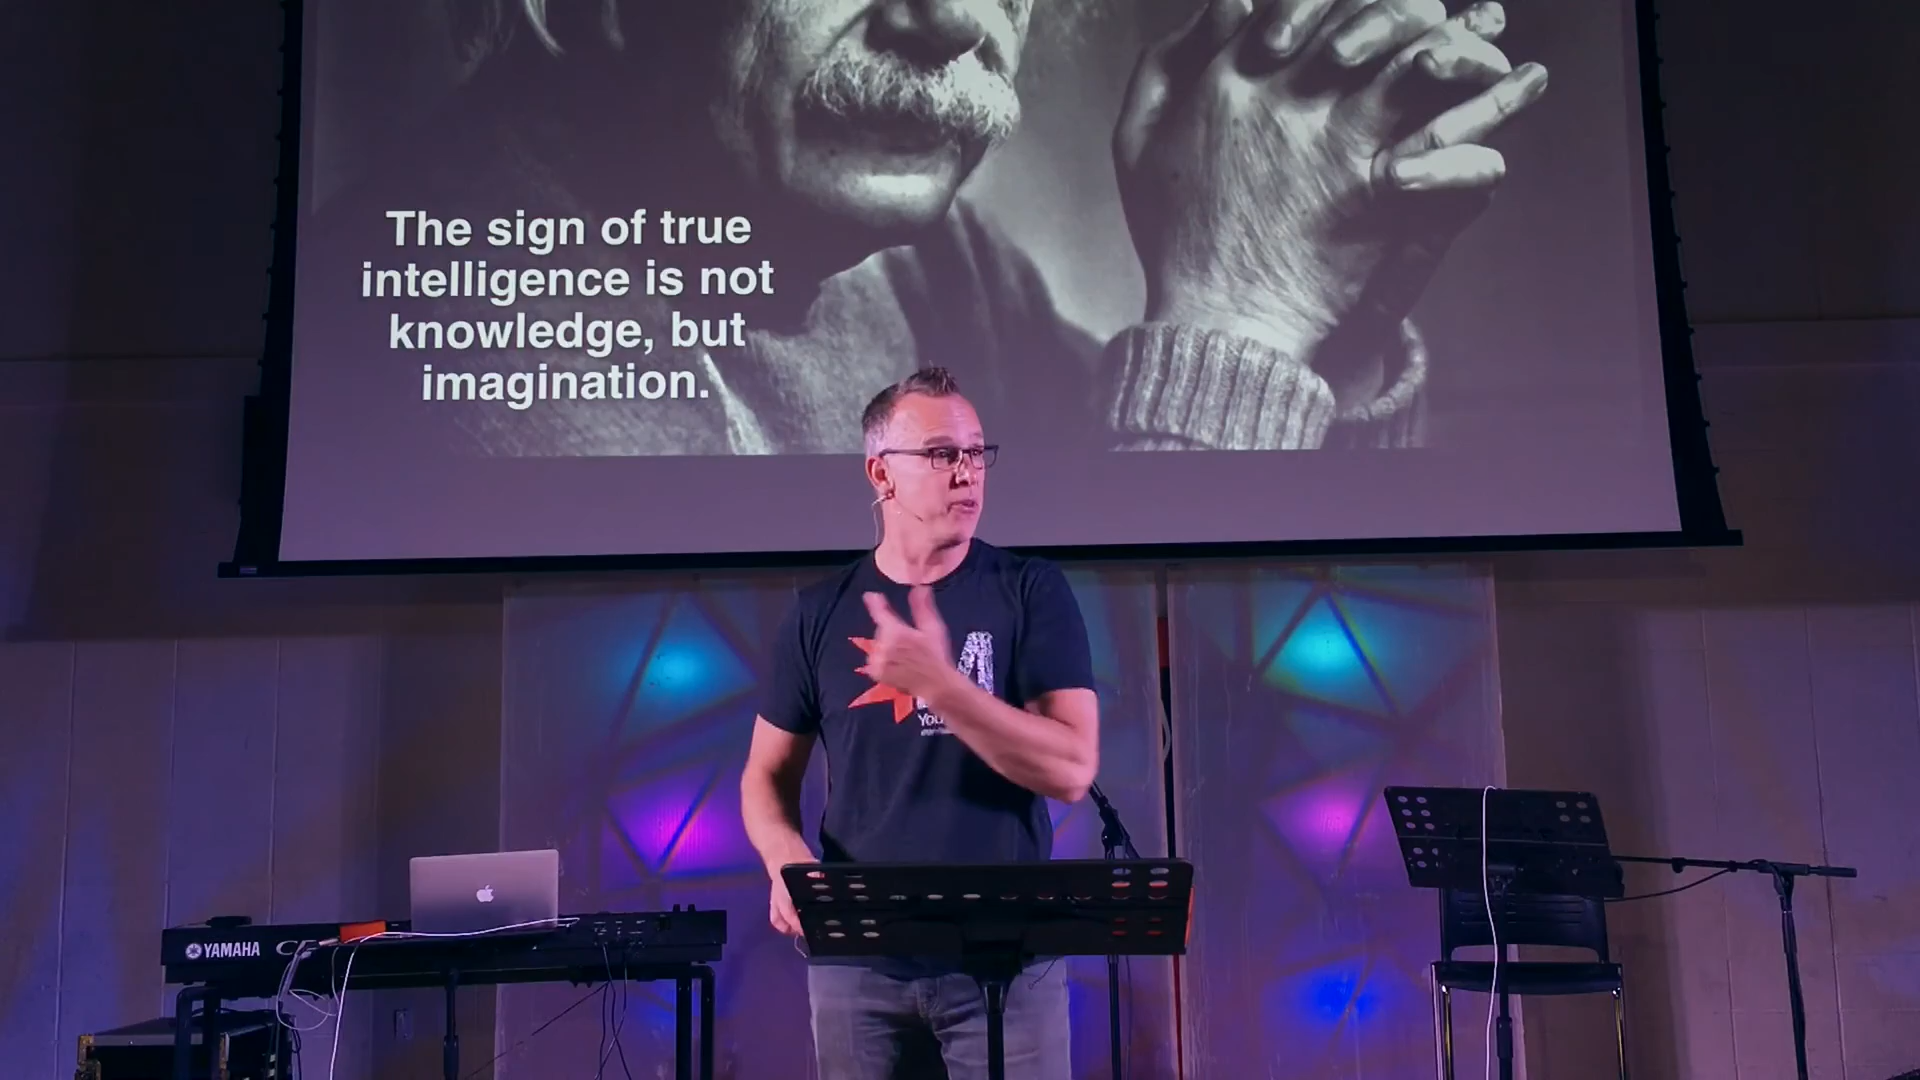 The sign of true
intelligence is not
knowledge, but
imagination.
YAMAHA